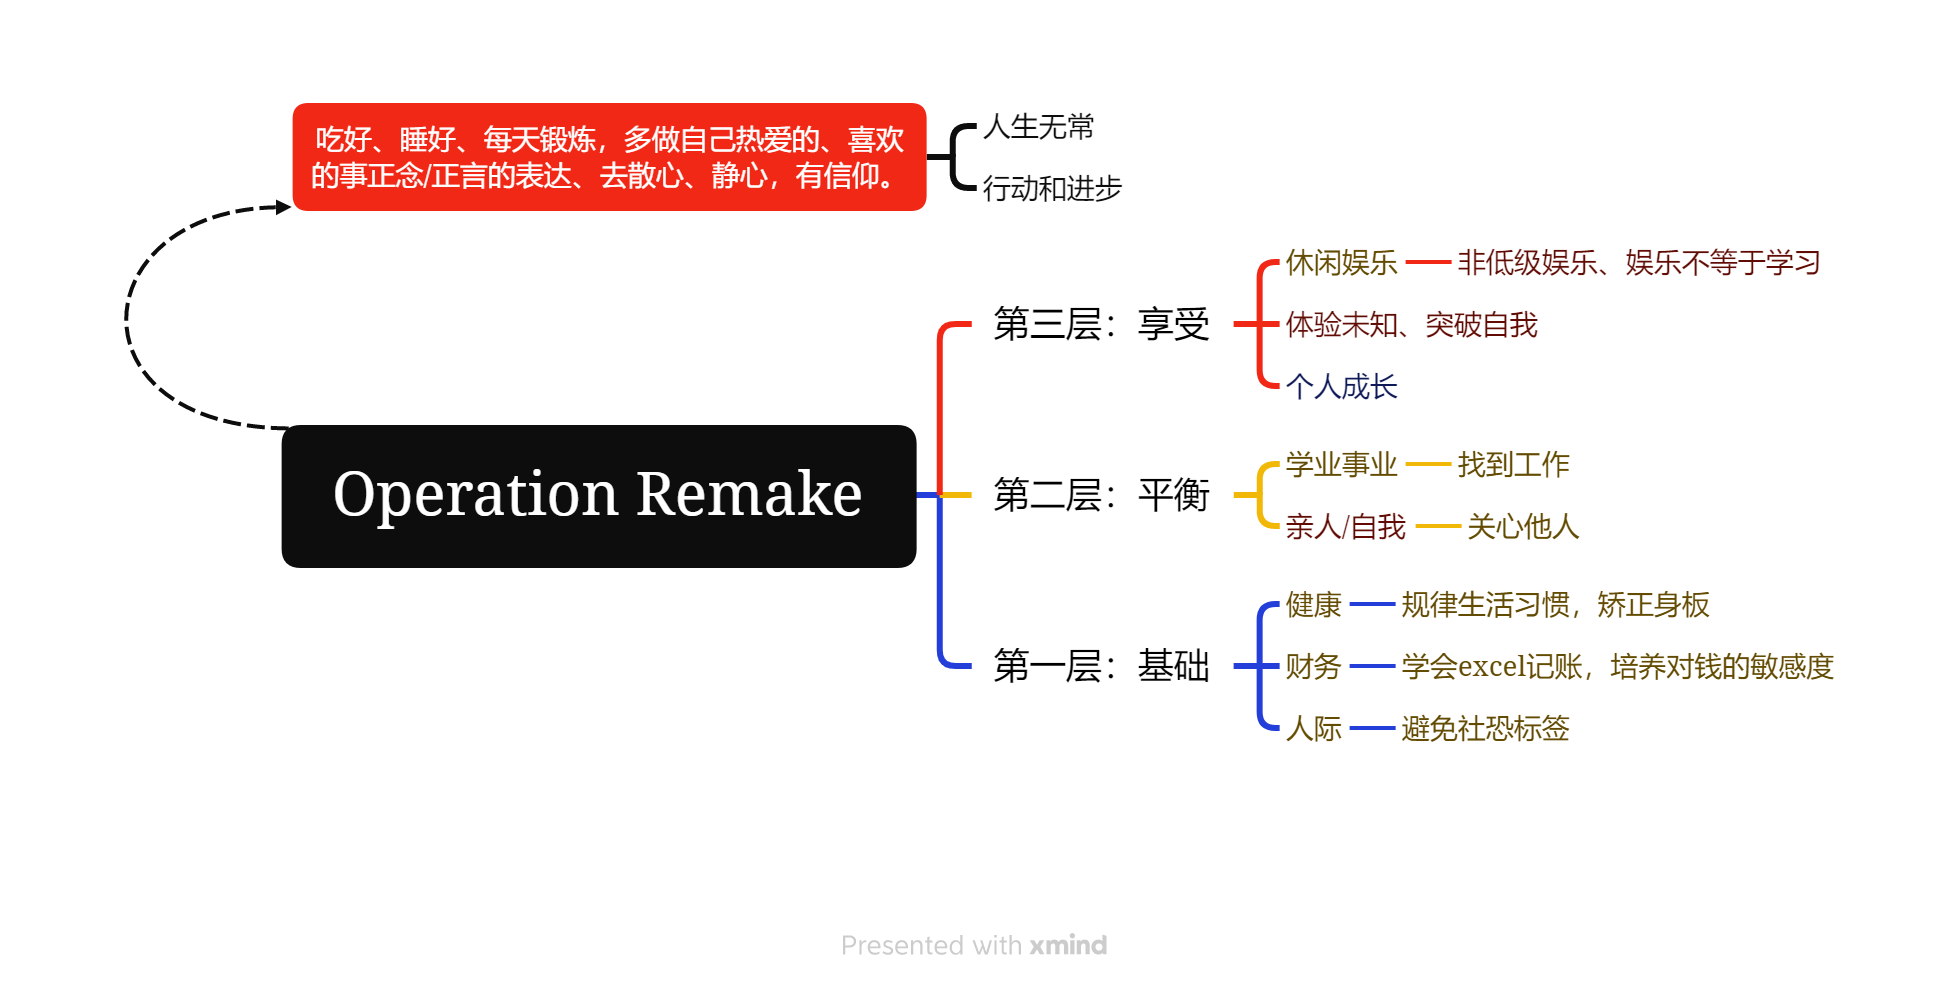 吃好、睡好、每天锻炼，多做自己热爱的、喜欢
的事正念/正言的表达、去散心、静心，有信仰。
人生无常
行动和进步
Operation Remake
第三层：享受
休闲娱乐
非低级娱乐、娱乐不等于学习
体验未知、突破自我
个人成长
第二层：平衡
学业事业
找到工作
亲人/自我
关心他人
第一层：基础
健康
规律生活习惯，矫正身板
财务
学会excel记账，培养对钱的敏感度
人际
避免社恐标签
Presented with xmind